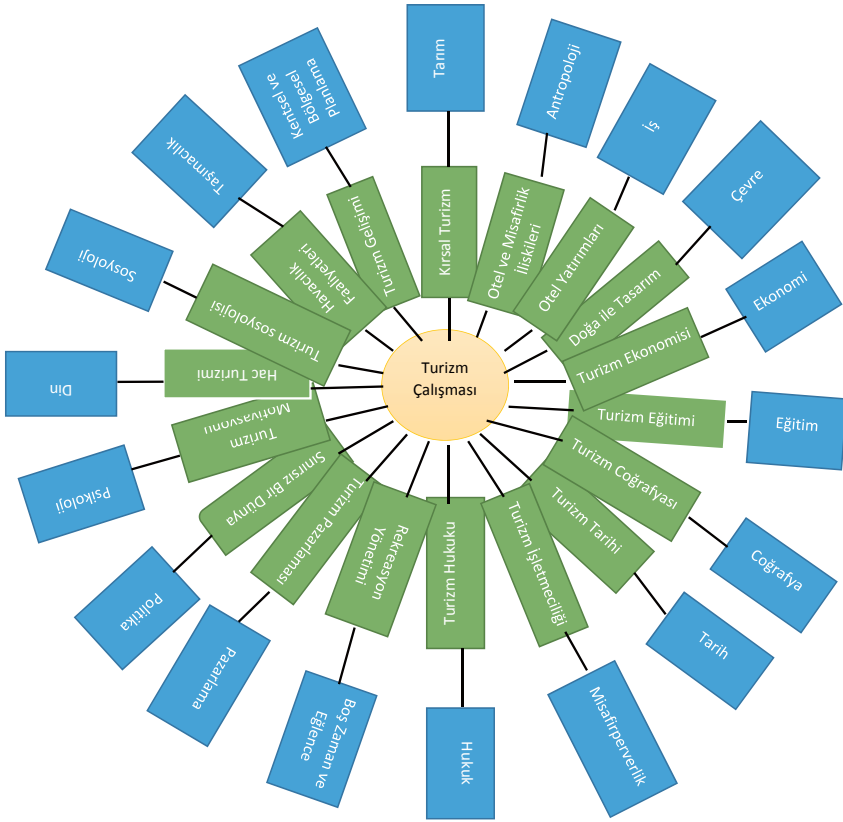 Turizm
Çalışması
Tarım
Kırsal Turizm
Antropoloji
Otel ve Misafirlik
İliskileri
İş
Otel Yatırımları
Çevre
Doğa ile Tasarım
Ekonomi
Turizm Ekonomisi
Eğitim
Turizm Eğitimi
Coğrafya
Turizm Coğrafyası
Tarih
Turizm Tarihi
Misafirperverlik
Turizm İşletmeciliği
Hukuk
Turizm Hukuku
Boş Zaman ve
Eğlence
Rekreasyon
Yönetimi
Pazarlama
Turizm Pazarlaması
Politika
Sınırsız Bir Dünya
Psikoloji
Turizm
Motivasyonu
Din
Hac Turizmi
Sosyoloji
Turizm sosyolojisi
Taşımacılık
Havacılık
Faaliyetleri
Kentsel ve
Bölgesel
Planlama
Turizm Gelişimi